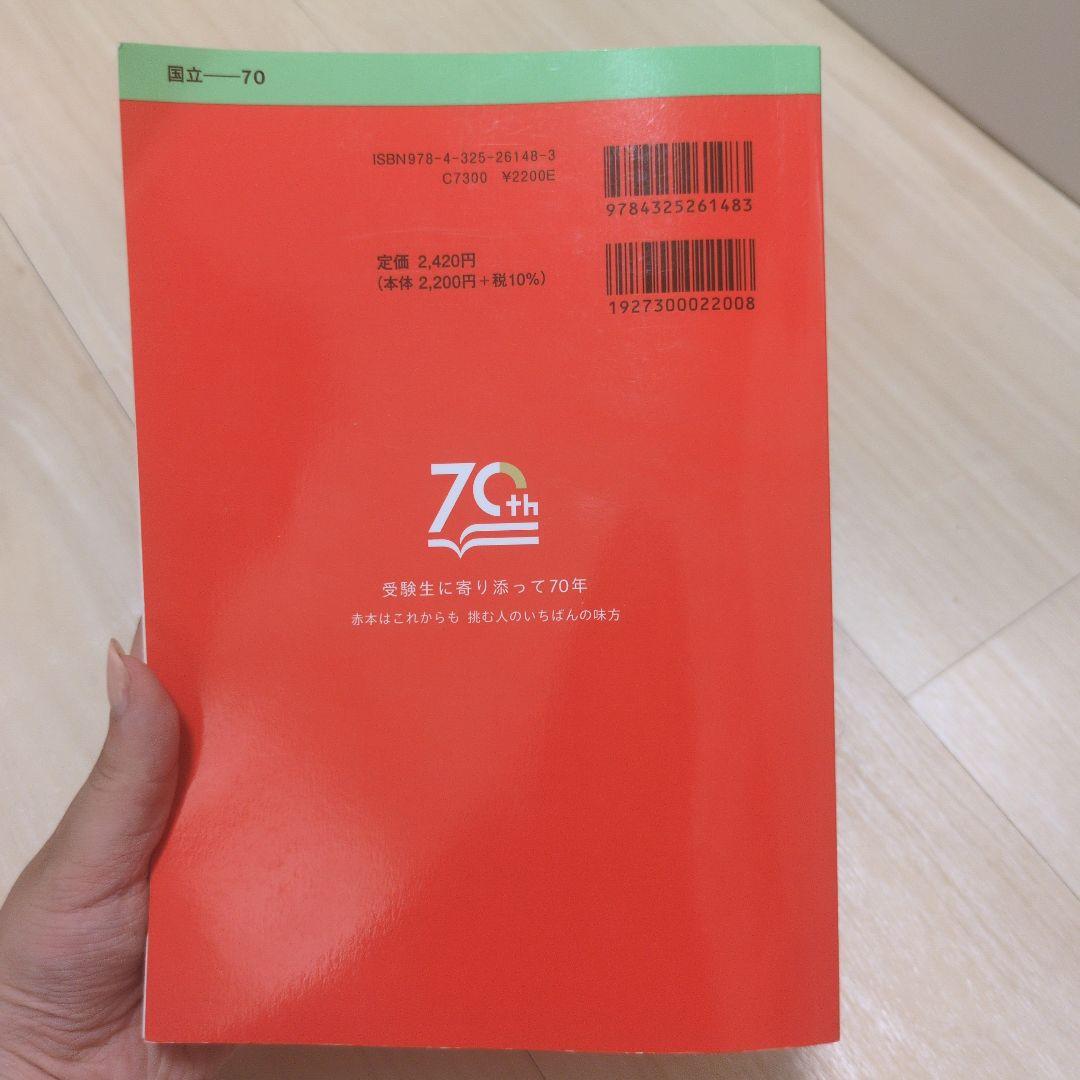 国立――70
ISBN978-4-325-26148-3
C7300 ¥2200E
9784325261483
定価 2,420円
(本体 2,200円+税10%)
1927300022008
70th
受験生に寄り添って70年
赤本はこれからも 挑む人のいちばんの味方